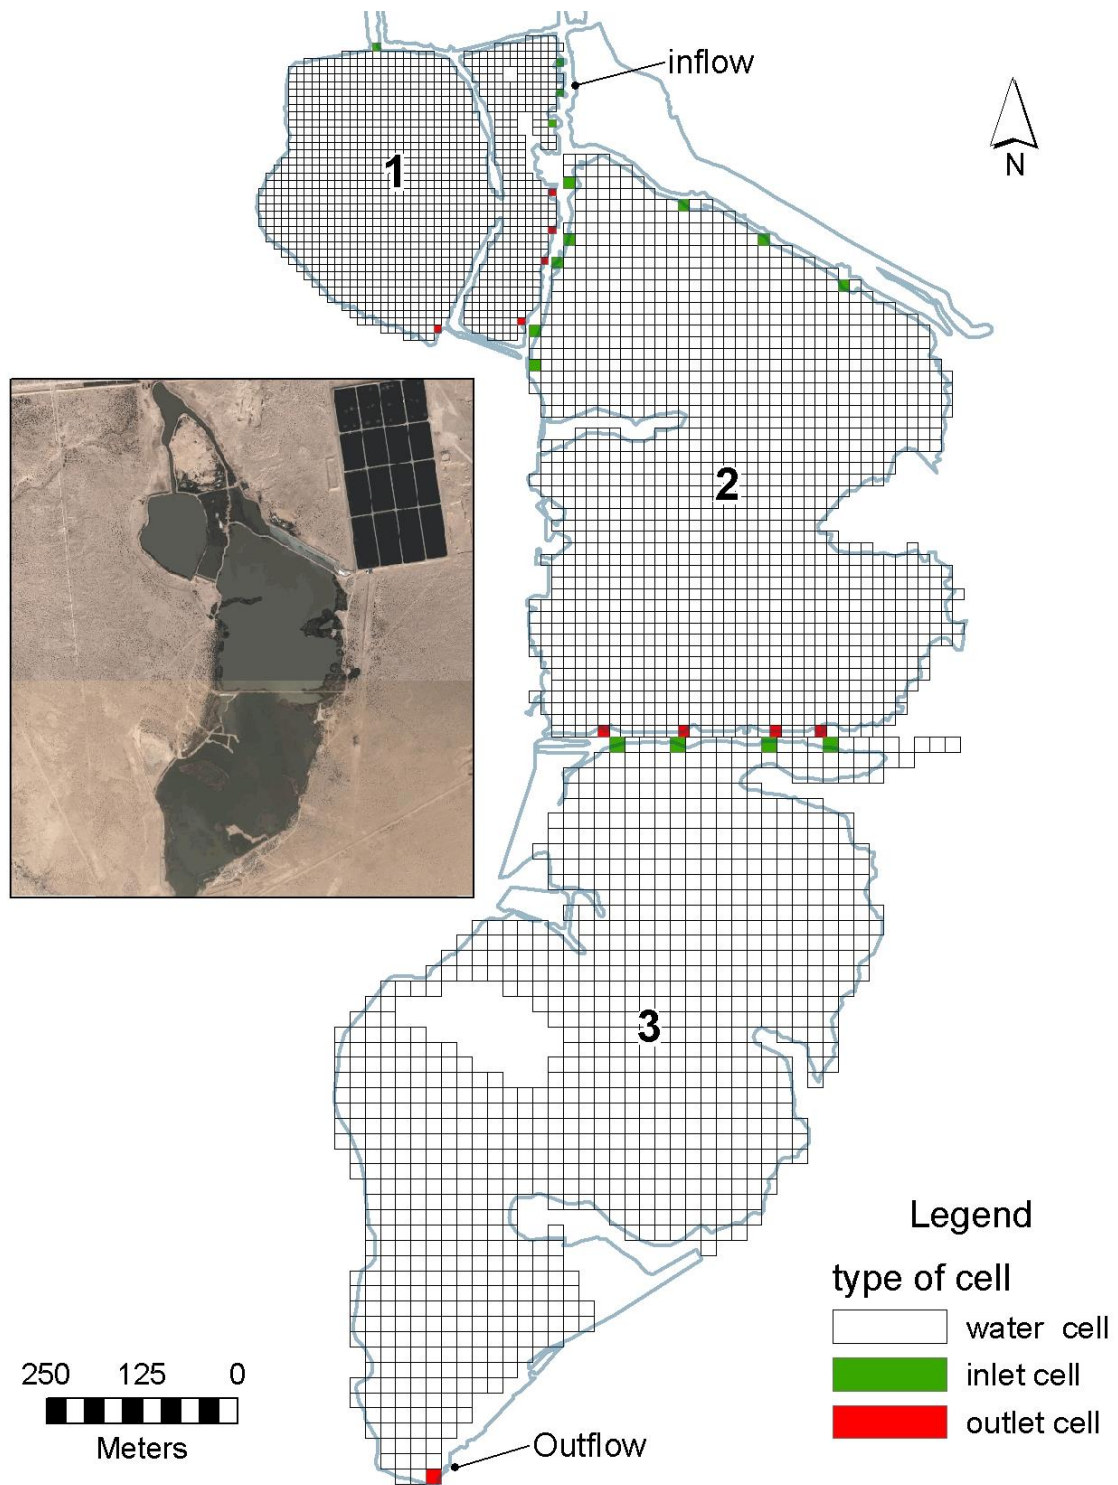 inflow
N
1
2
3
Legend
type of cell
water cell
inlet cell
outlet cell
250 125 0
Meters
Outflow